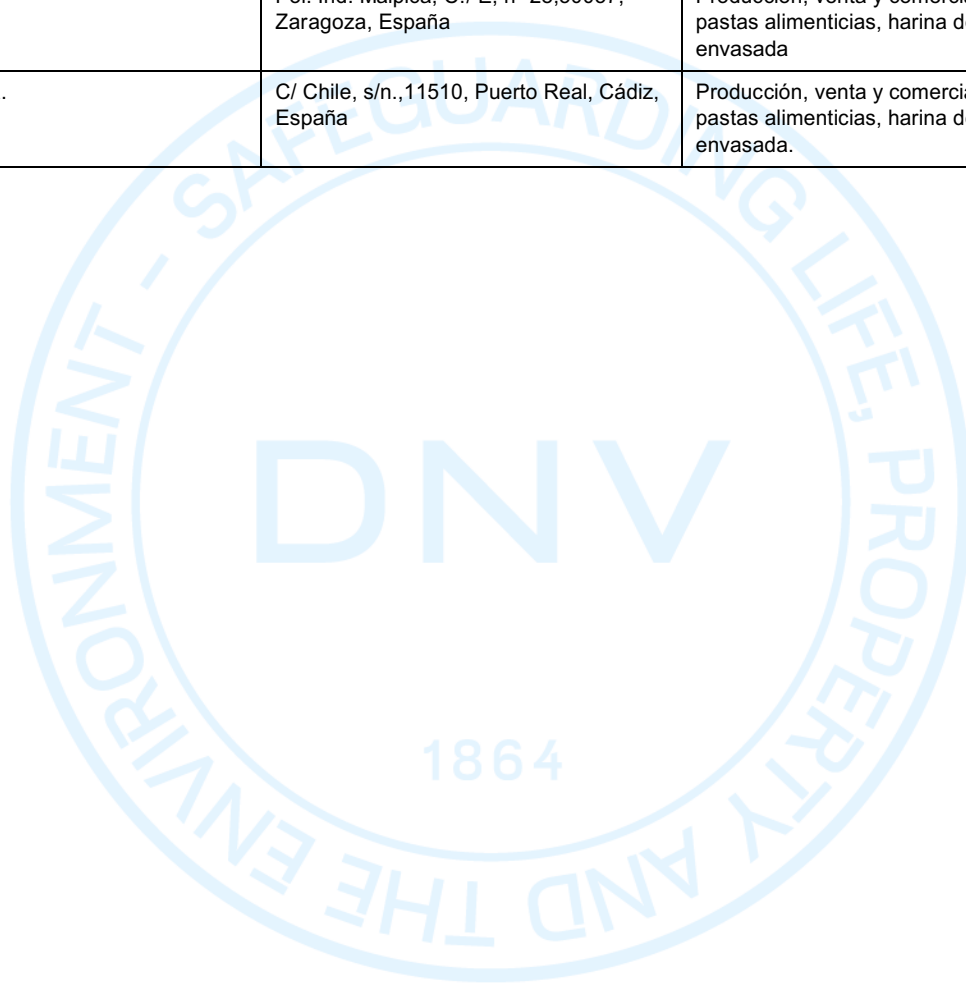 Zaragoza, España
pastas alimenticias, harina d
envasada
.
C/ Chile, s/n.,11510, Puerto Real, Cádiz,
España
Producción, venta y comercia
pastas alimenticias, harina d
envasada.
SAFEGUARDING LIFE, PROPERTY AND THE ENVIRONMENT -
DNV
1864